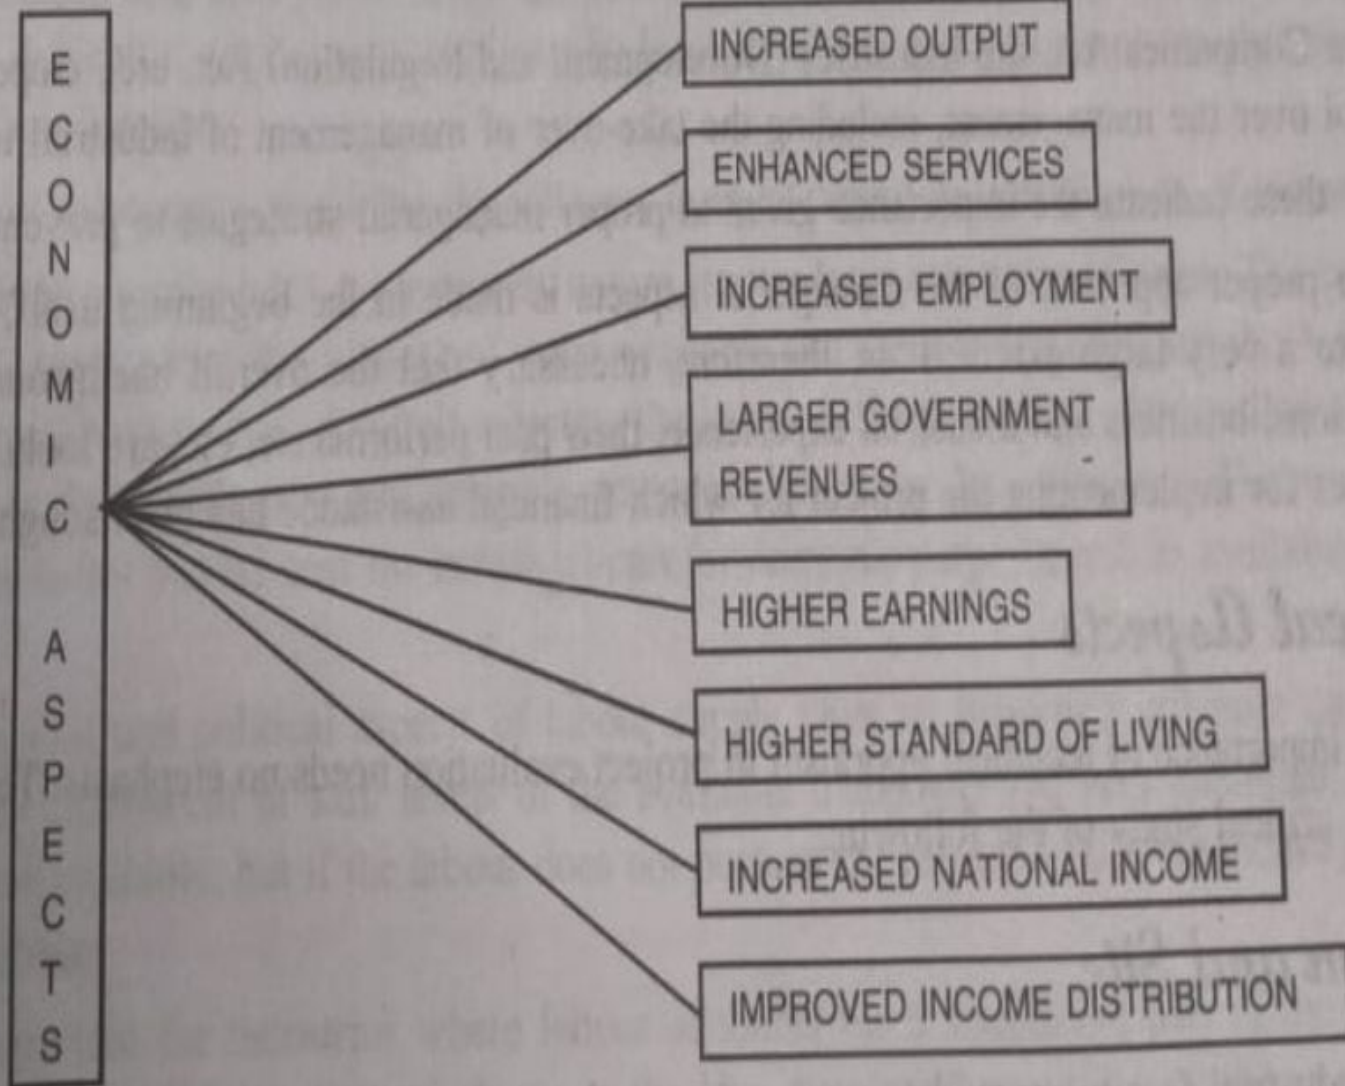 ECONOMIC ASPECTS
INCREASED OUTPUT
ENHANCED SERVICES
INCREASED EMPLOYMENT
LARGER GOVERNMENT
REVENUES
HIGHER EARNINGS
HIGHER STANDARD OF LIVING
INCREASED NATIONAL INCOME
IMPROVED INCOME DISTRIBUTION